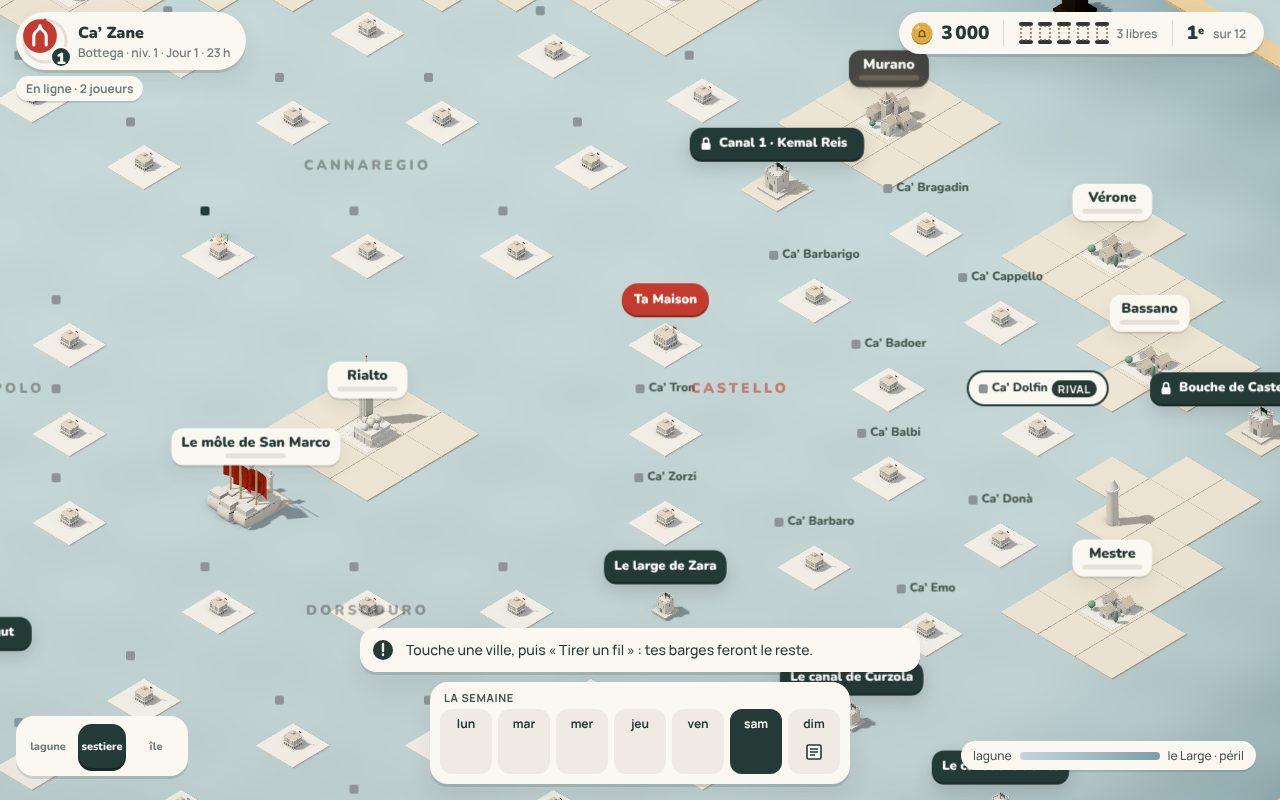 Ca' Zane
Bottega · niv. 1 · Jour 1 · 23 h
1
En ligne · 2 joueurs
3 000
3 libres
1e sur 12
Murano
Canal 1 · Kemal Reis
CANNAREGIO
Ca' Bragadin
Vérone
Ca' Barbarigo
Ca' Cappello
Ta Maison
Bassano
Ca' Badoer
Rialto
POLO
Ca' Tron
CASTELLO
Ca' Dolfin RIVAL
Bouche de Caste
Le môle de San Marco
Ca' Balbi
Ca' Zorzi
Ca' Donà
Ca' Barbaro
Mestre
Le large de Zara
Ca' Emo
DORSODURO
ut
Touche une ville, puis « Tirer un fil » : tes barges feront le reste.
Le canal de Curzola
LA SEMAINE
lun mar mer jeu ven sam dim
lagune sestiere île
lagune le Large · péril
Le c